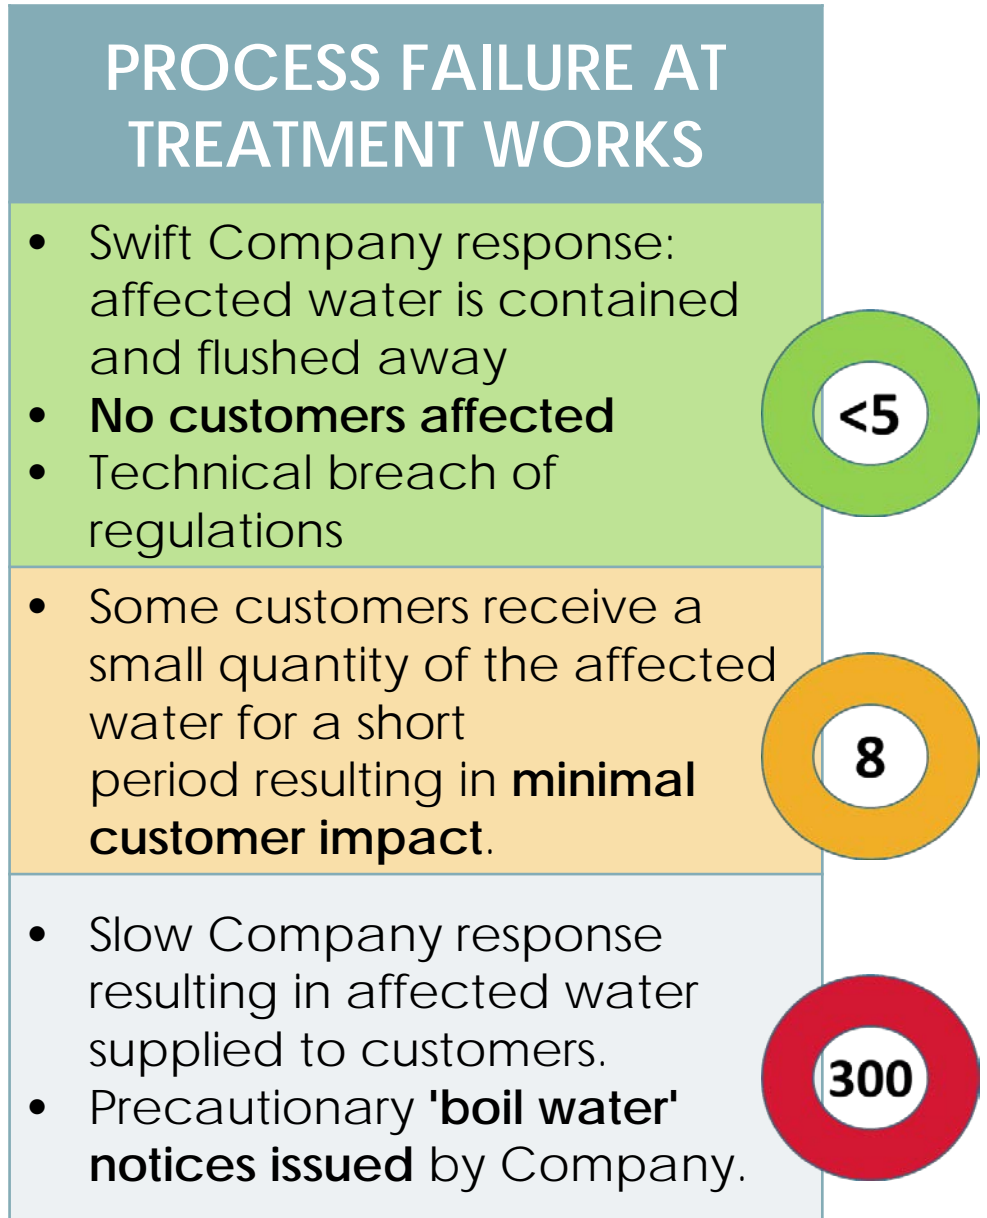 PROCESS FAILURE AT
TREATMENT WORKS
• Swift Company response:
affected water is contained
and flushed away
• No customers affected
• Technical breach of
regulations
<5
• Some customers receive a
small quantity of the affected
water for a short
period resulting in minimal
customer impact.
8
• Slow Company response
resulting in affected water
supplied to customers.
• Precautionary 'boil water'
notices issued by Company.
300